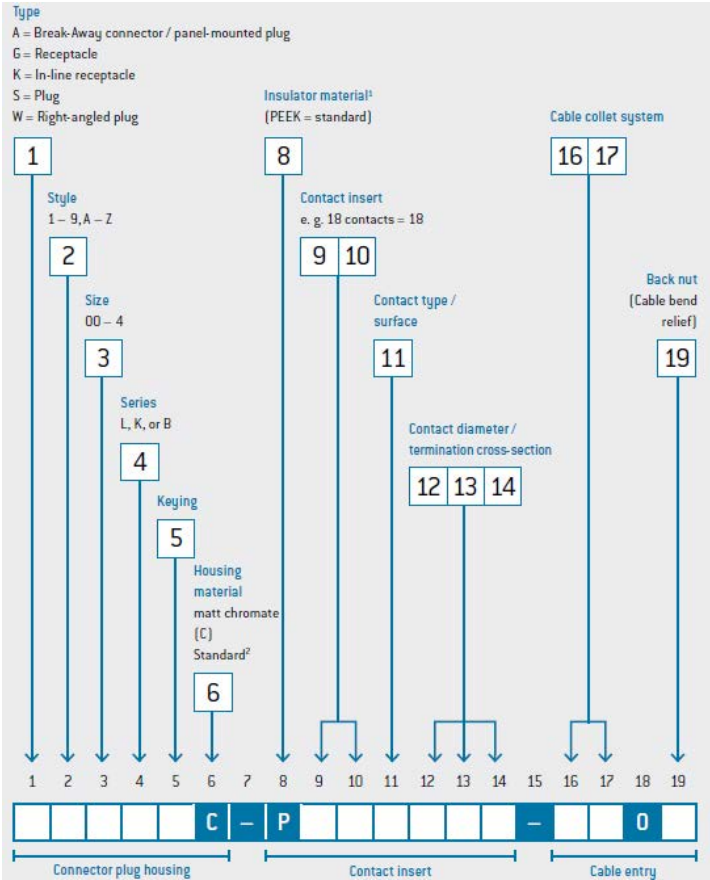 Type
A = Break-Away connector / panel-mounted plug
G = Receptacle
K = In-line receptacle
S = Plug
W = Right-angled plug
1
Style
1 – 9, A – Z
2
Size
00 – 4
3
Series
L, K, or B
4
Keying
5
Housing
material
matt chromate
(C)
Standard²
6
Insulator material¹
(PEEK = standard)
8
Contact insert
e. g. 18 contacts = 18
9 10
Contact type /
surface
11
Contact diameter /
termination cross-section
12 13 14
Cable collet system
16 17
Back nut
(Cable bend
relief)
19
1 2 3 4 5 6 7 8 9 10 11 12 13 14 15 16 17 18 19
C – P – 0
Connector plug housing Contact insert Cable entry